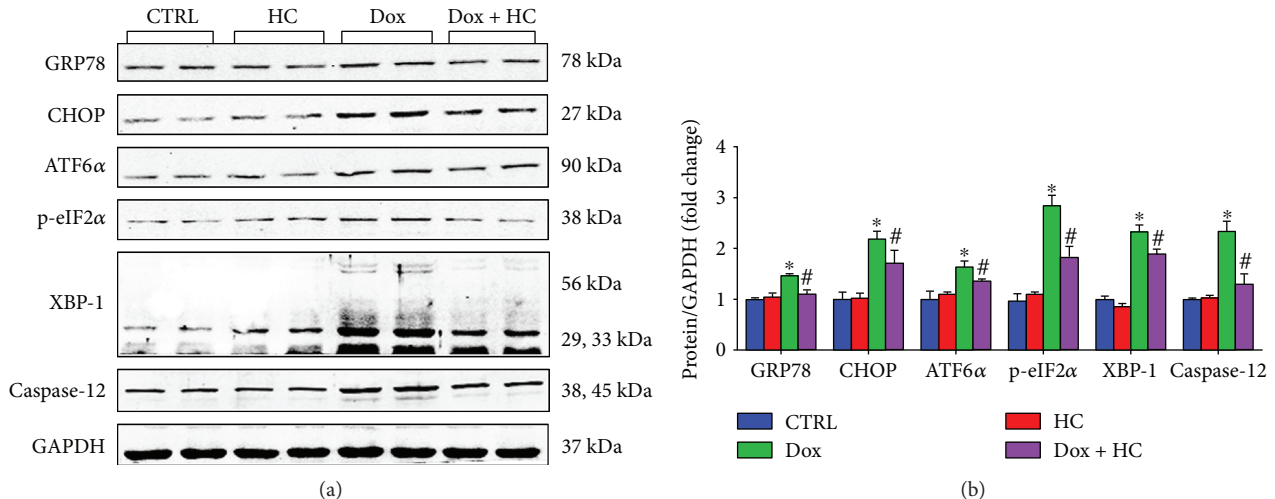 CTRL HC Dox Dox + HC
GRP78 78 kDa
CHOP 27 kDa
ATF6α 90 kDa
p-eIF2α 38 kDa
XBP-1 56 kDa
29, 33 kDa
Caspase-12 38, 45 kDa
GAPDH 37 kDa
(a)
Protein/GAPDH (fold change)
4
3
2
1
0
* # * # * # * # * # * #
GRP78 CHOP ATF6α p-eIF2α XBP-1 Caspase-12
CTRL HC
Dox Dox + HC
(b)